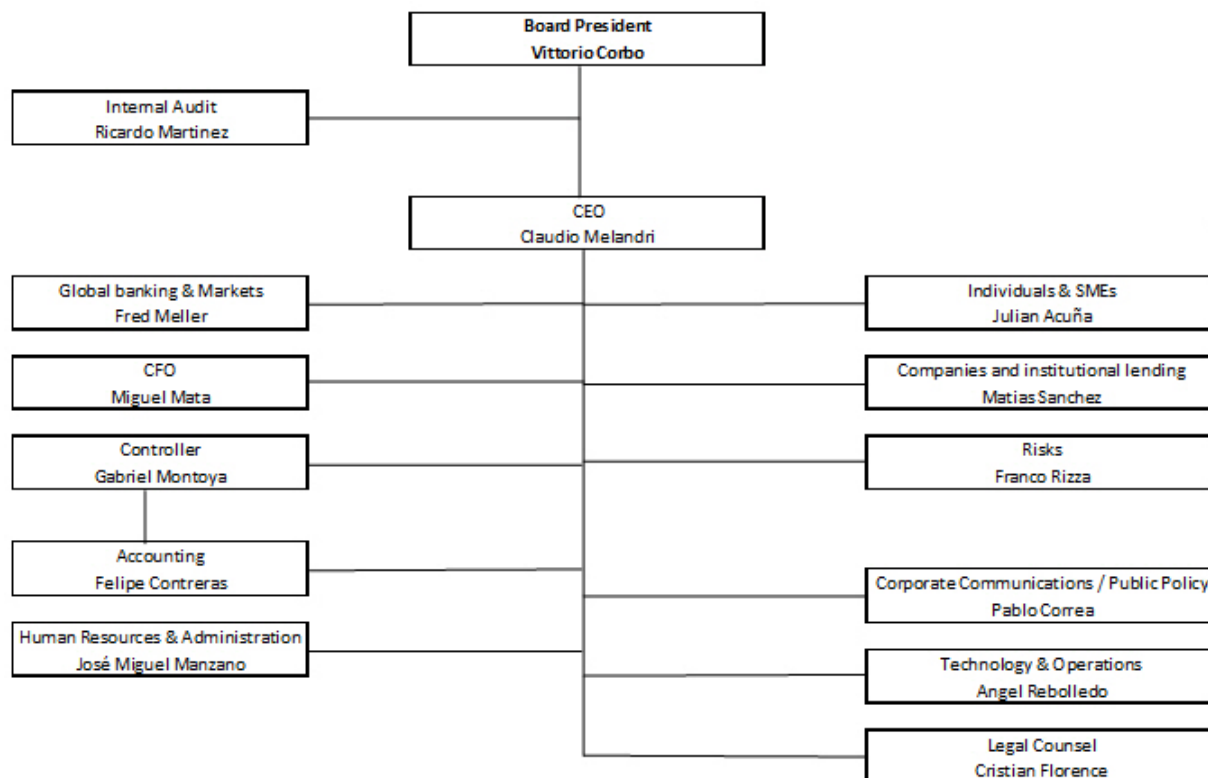 Board President
Vittorio Corbo
Internal Audit
Ricardo Martinez
CEO
Claudio Melandri
Global banking & Markets
Fred Meller
Individuals & SMEs
Julian Acuña
CFO
Miguel Mata
Companies and institutional lending
Matias Sanchez
Controller
Gabriel Montoya
Risks
Franco Rizza
Accounting
Felipe Contreras
Corporate Communications / Public Policy
Pablo Correa
Human Resources & Administration
José Miguel Manzano
Technology & Operations
Angel Rebolledo
Legal Counsel
Cristian Florence